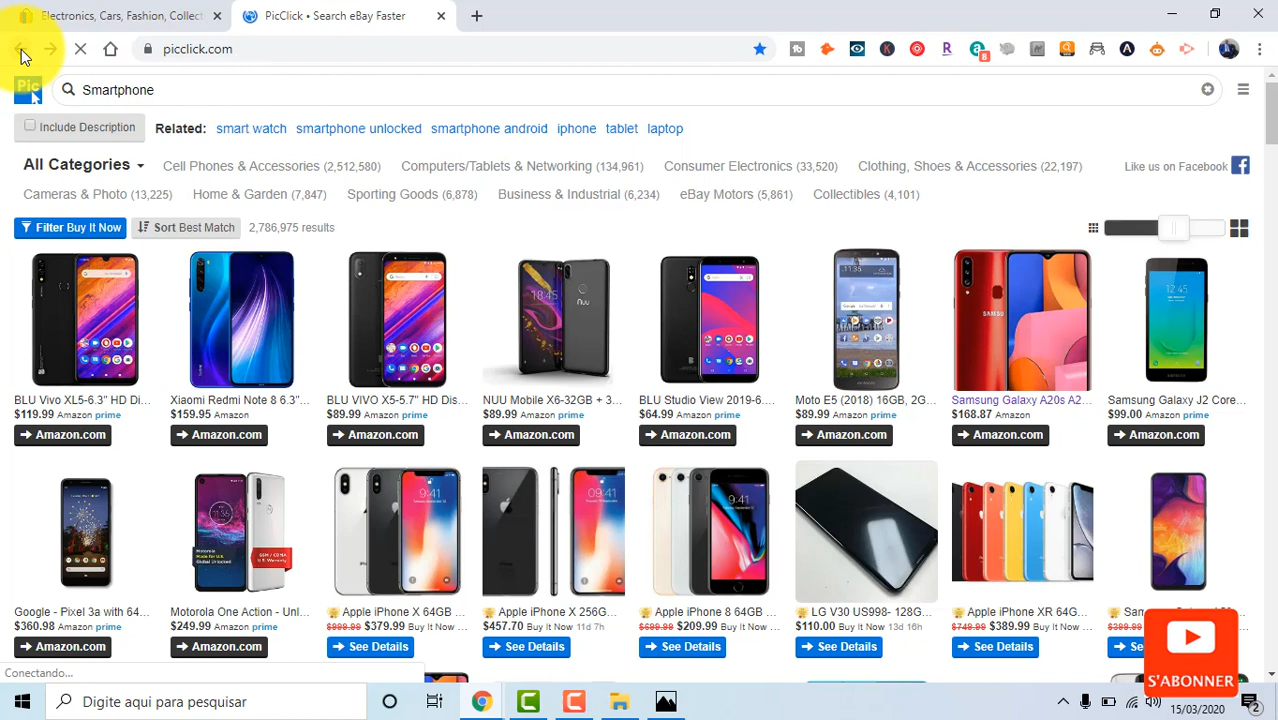 Electronics, Cars, Fashion, Collect
PicClick • Search eBay Faster
picclick.com
8
Pic
Smartphone
Include Description
Related: smart watch smartphone unlocked smartphone android iphone tablet laptop
All Categories Cell Phones & Accessories (2,512,580) Computers/Tablets & Networking (134,961) Consumer Electronics (33,520) Clothing, Shoes & Accessories (22,197) Like us on Facebook
Cameras & Photo (13,225) Home & Garden (7,847) Sporting Goods (6,878) Business & Industrial (6,234) eBay Motors (5,861) Collectibles (4,101)
Filter Buy It Now Sort Best Match 2,786,975 results
BLU Vivo XL5-6.3" HD Di... Xiaomi Redmi Note 8 6.3"... BLU VIVO X5-5.7" HD Dis... NUU Mobile X6-32GB + 3... BLU Studio View 2019-6.... Moto E5 (2018) 16GB, 2G... Samsung Galaxy A20s A2... Samsung Galaxy J2 Core...
$119.99 Amazon prime $159.95 Amazon $89.99 Amazon prime $89.99 Amazon prime $64.99 Amazon prime $89.99 Amazon prime $168.87 Amazon $99.00 Amazon prime
Amazon.com Amazon.com Amazon.com Amazon.com Amazon.com Amazon.com Amazon.com Amazon.com
Google - Pixel 3a with 64... Motorola One Action - Unl... Apple iPhone X 64GB ... Apple iPhone X 256G... Apple iPhone 8 64GB ... LG V30 US998- 128G... Apple iPhone XR 64G...
$360.98 Amazon prime $249.99 Amazon prime $999.99 $379.99 Buy It Now $457.70 Buy It Now 11d 7h $599.99 $209.99 Buy It Now $110.00 Buy It Now 13d 16h $749.99 $389.99 Buy It Now
Amazon.com Amazon.com See Details See Details See Details See Details See Details
S'ABONNER
Conectando...
Digite aqui para pesquisar
15/03/2020
2